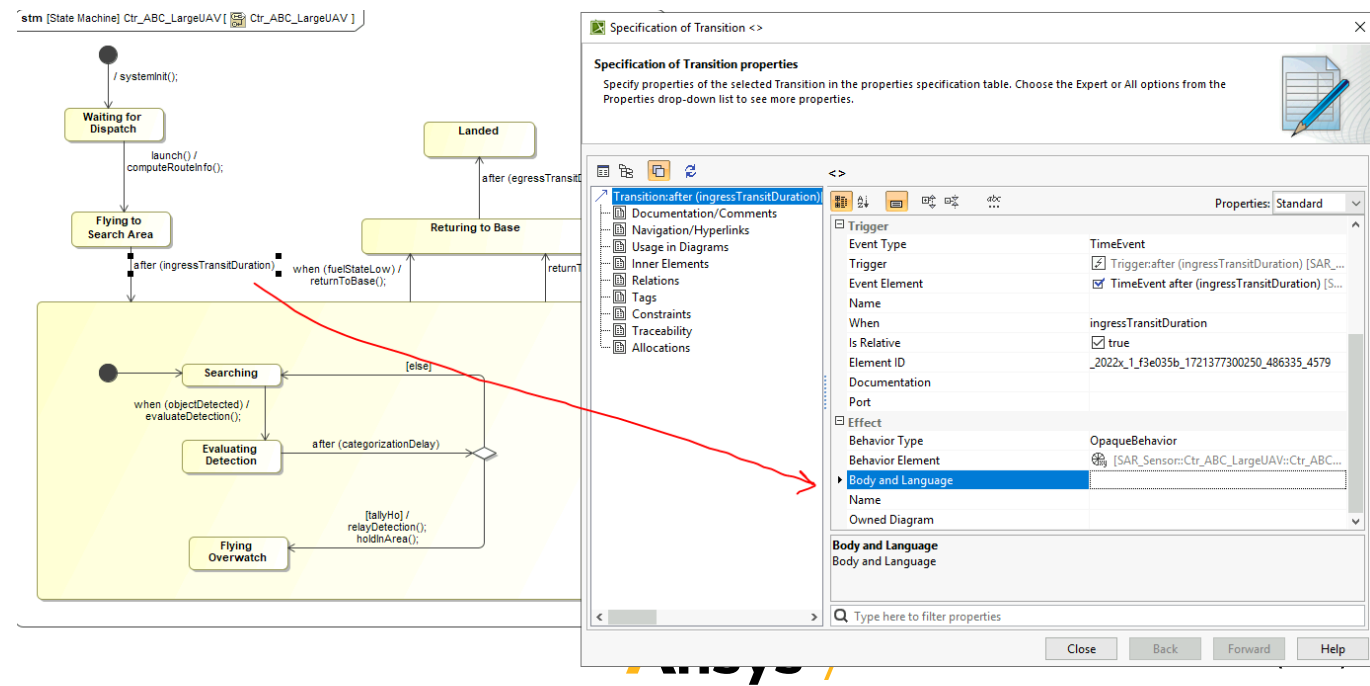 stm [State Machine] Ctr_ABC_LargeUAV [ Ctr_ABC_LargeUAV ]
/ systemInit();
Waiting for
Dispatch
launch() /
computeRouteInfo();
Flying to
Search Area
after (ingressTransitDuration)
Landed
after (egressTransitD
Returing to Base
when (fuelStateLow) /
returnToBase();
returnT
Searching
[else]
when (objectDetected) /
evaluateDetection();
Evaluating
Detection
after (categorizationDelay)
[tallyHo] /
relayDetection();
holdInArea();
Flying
Overwatch
Specification of Transition <>
Specification of Transition properties
Specify properties of the selected Transition in the properties specification table. Choose the Expert or All options from the
Properties drop-down list to see more properties.
<>
Transition:after (ingressTransitDuration)[
Documentation/Comments
Navigation/Hyperlinks
Usage in Diagrams
Inner Elements
Relations
Tags
Constraints
Traceability
Allocations
Properties: Standard
Trigger
Event Type TimeEvent
Trigger Trigger:after (ingressTransitDuration) [SAR_...
Event Element TimeEvent after (ingressTransitDuration) [S...
Name
When ingressTransitDuration
Is Relative true
Element ID _2022x_1_f3e035b_1721377300250_486335_4579
Documentation
Port
Effect
Behavior Type OpaqueBehavior
Behavior Element [SAR_Sensor::Ctr_ABC_LargeUAV::Ctr_ABC...
Body and Language
Name
Owned Diagram
Body and Language
Body and Language
Type here to filter properties
Close Back Forward Help
Ansys